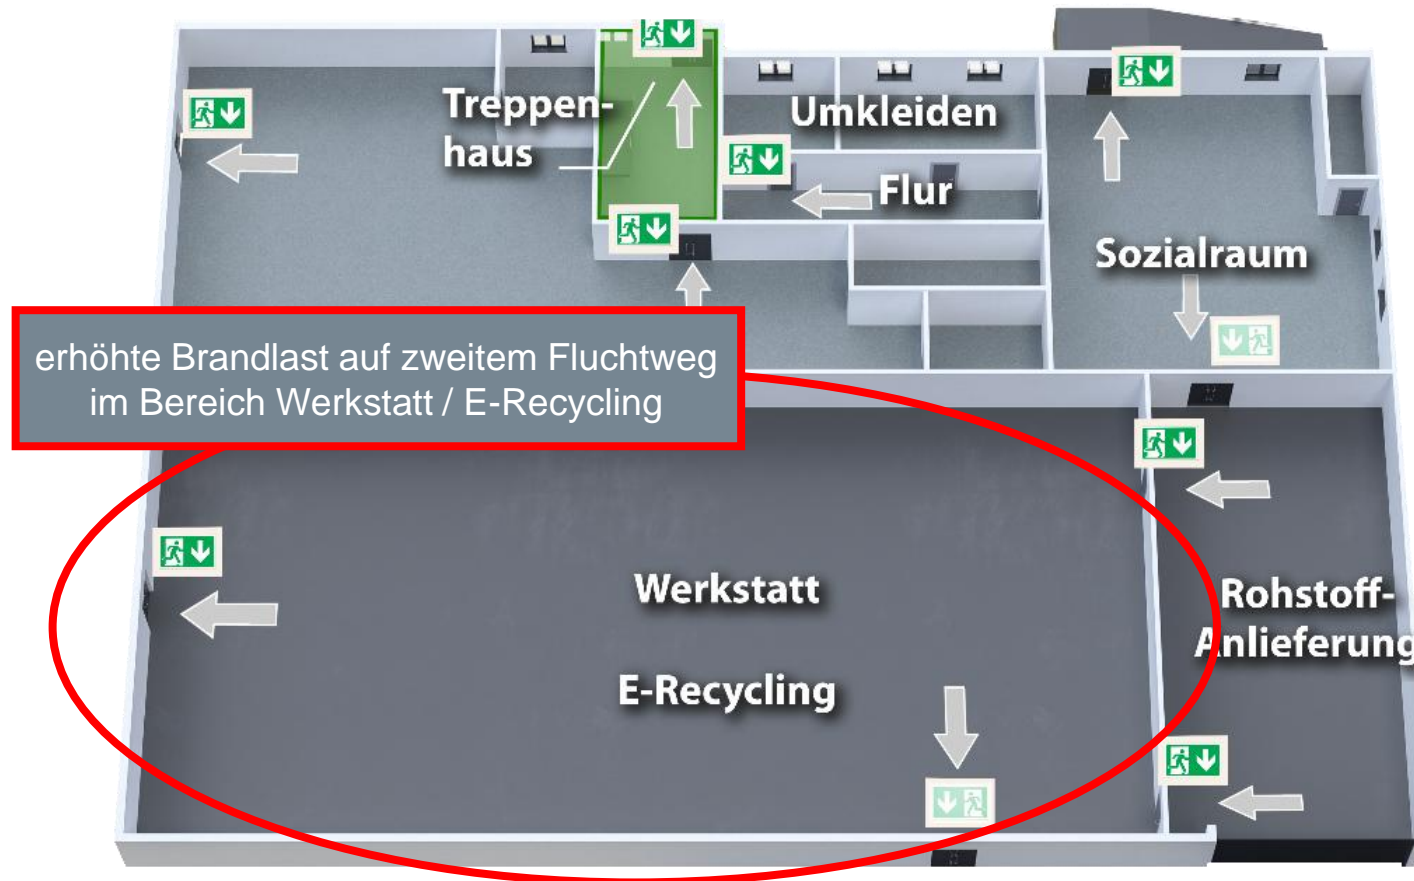 Treppen-
haus
Umkleiden
Flur
Sozialraum
erhöhte Brandlast auf zweitem Fluchtweg
im Bereich Werkstatt / E-Recycling
Werkstatt
E-Recycling
Rohstoff-
Anlieferung